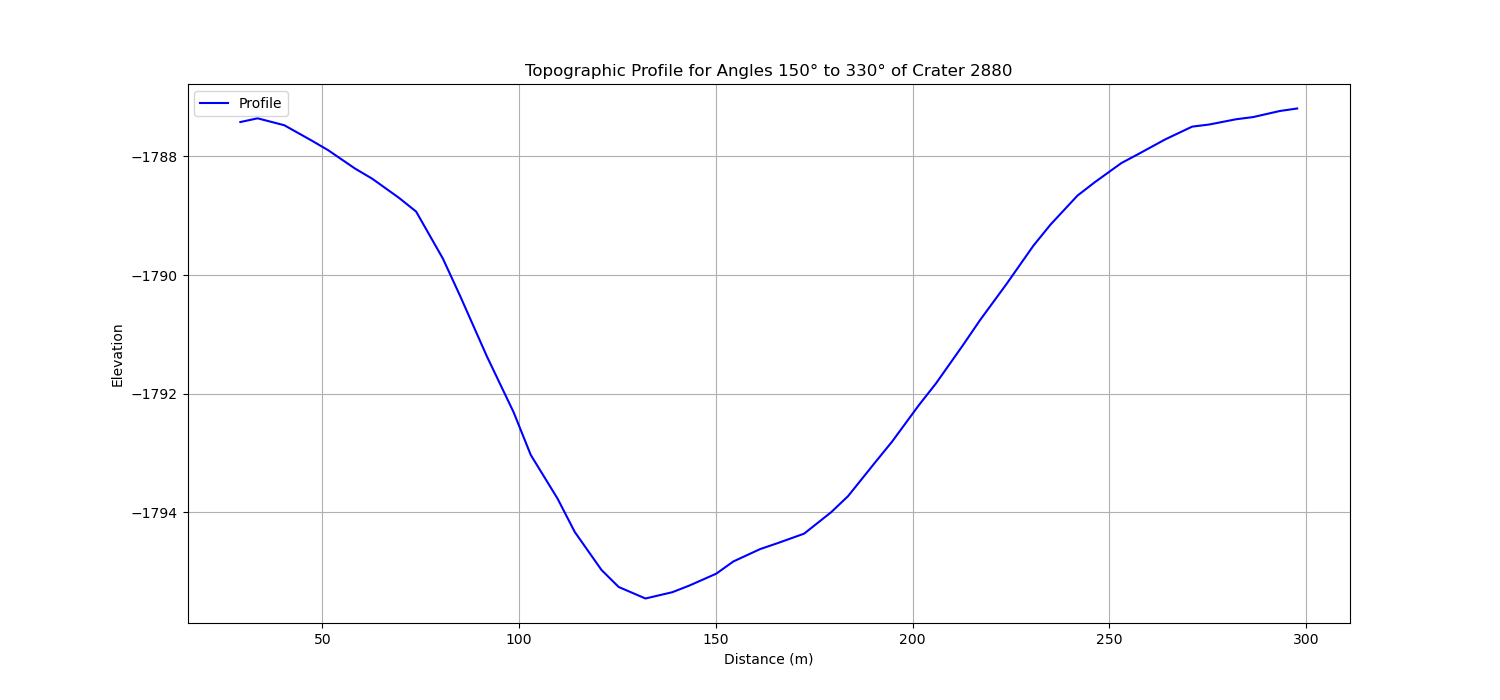 Topographic Profile for Angles 150° to 330° of Crater 2880
Profile
−1788
−1790
−1792
−1794
Elevation
50 100 150 200 250 300
Distance (m)